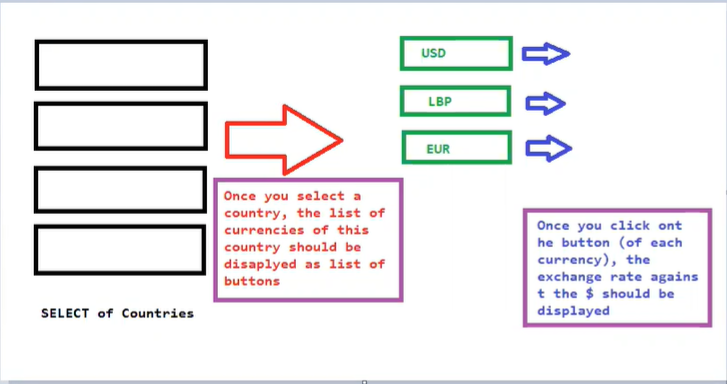 USD
LBP
EUR
Once you select a
country, the list of
currencies of this
country should be
disaplyed as list of
buttons
Once you click ont
he button (of each
currency), the
exchange rate agains
t the $ should be
displayed
SELECT of Countries